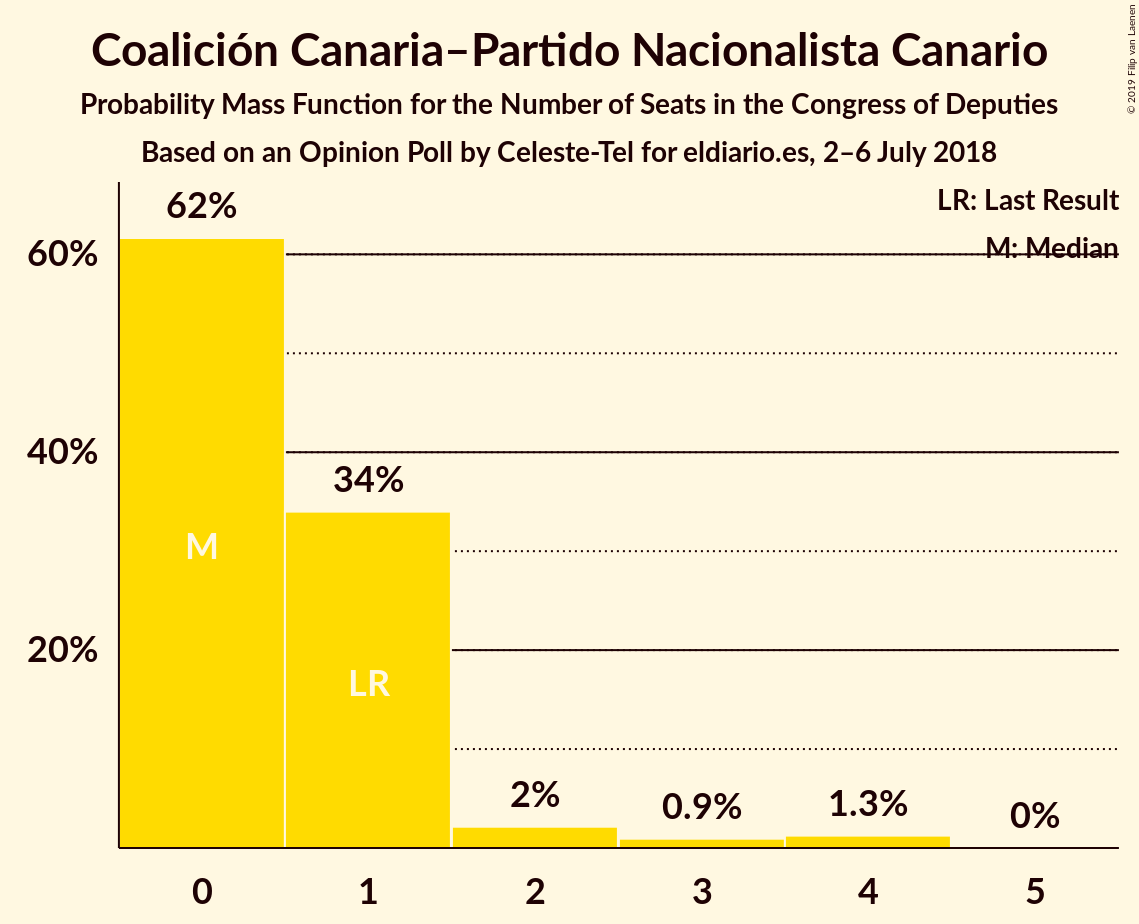 Coalición Canaria–Partido Nacionalista Canario
Probability Mass Function for the Number of Seats in the Congress of Deputies
Based on an Opinion Poll by Celeste-Tel for eldiario.es, 2–6 July 2018
© 2019 Filip van Laenen
LR: Last Result
M: Median
62%
60%
40%
34%
M
20%
LR
2%
0.9%
1.3%
0%
0 1 2 3 4 5